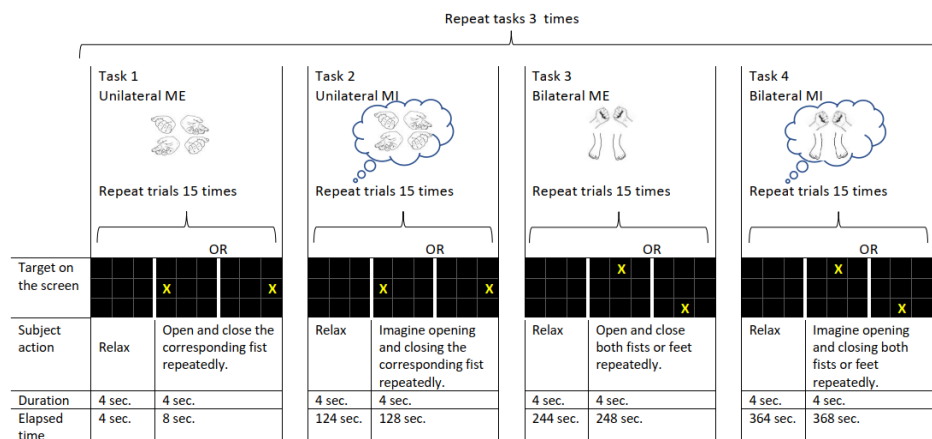 Repeat tasks 3 times
Task 1
Unilateral ME
Repeat trials 15 times
OR
Task 2
Unilateral MI
Repeat trials 15 times
OR
Task 3
Bilateral ME
Repeat trials 15 times
OR
Task 4
Bilateral MI
Repeat trials 15 times
OR
Target on
the screen
X X X X X X X X
Subject
action
Relax
Open and close the
corresponding fist
repeatedly.
Relax
Imagine opening
and closing the
corresponding fist
repeatedly.
Relax
Open and close
both fists or feet
repeatedly.
Relax
Imagine opening
and closing both
fists or feet
repeatedly.
Duration 4 sec. 4 sec. 4 sec. 4 sec. 4 sec. 4 sec. 4 sec. 4 sec.
Elapsed
time
4 sec. 8 sec. 124 sec. 128 sec. 244 sec. 248 sec. 364 sec. 368 sec.